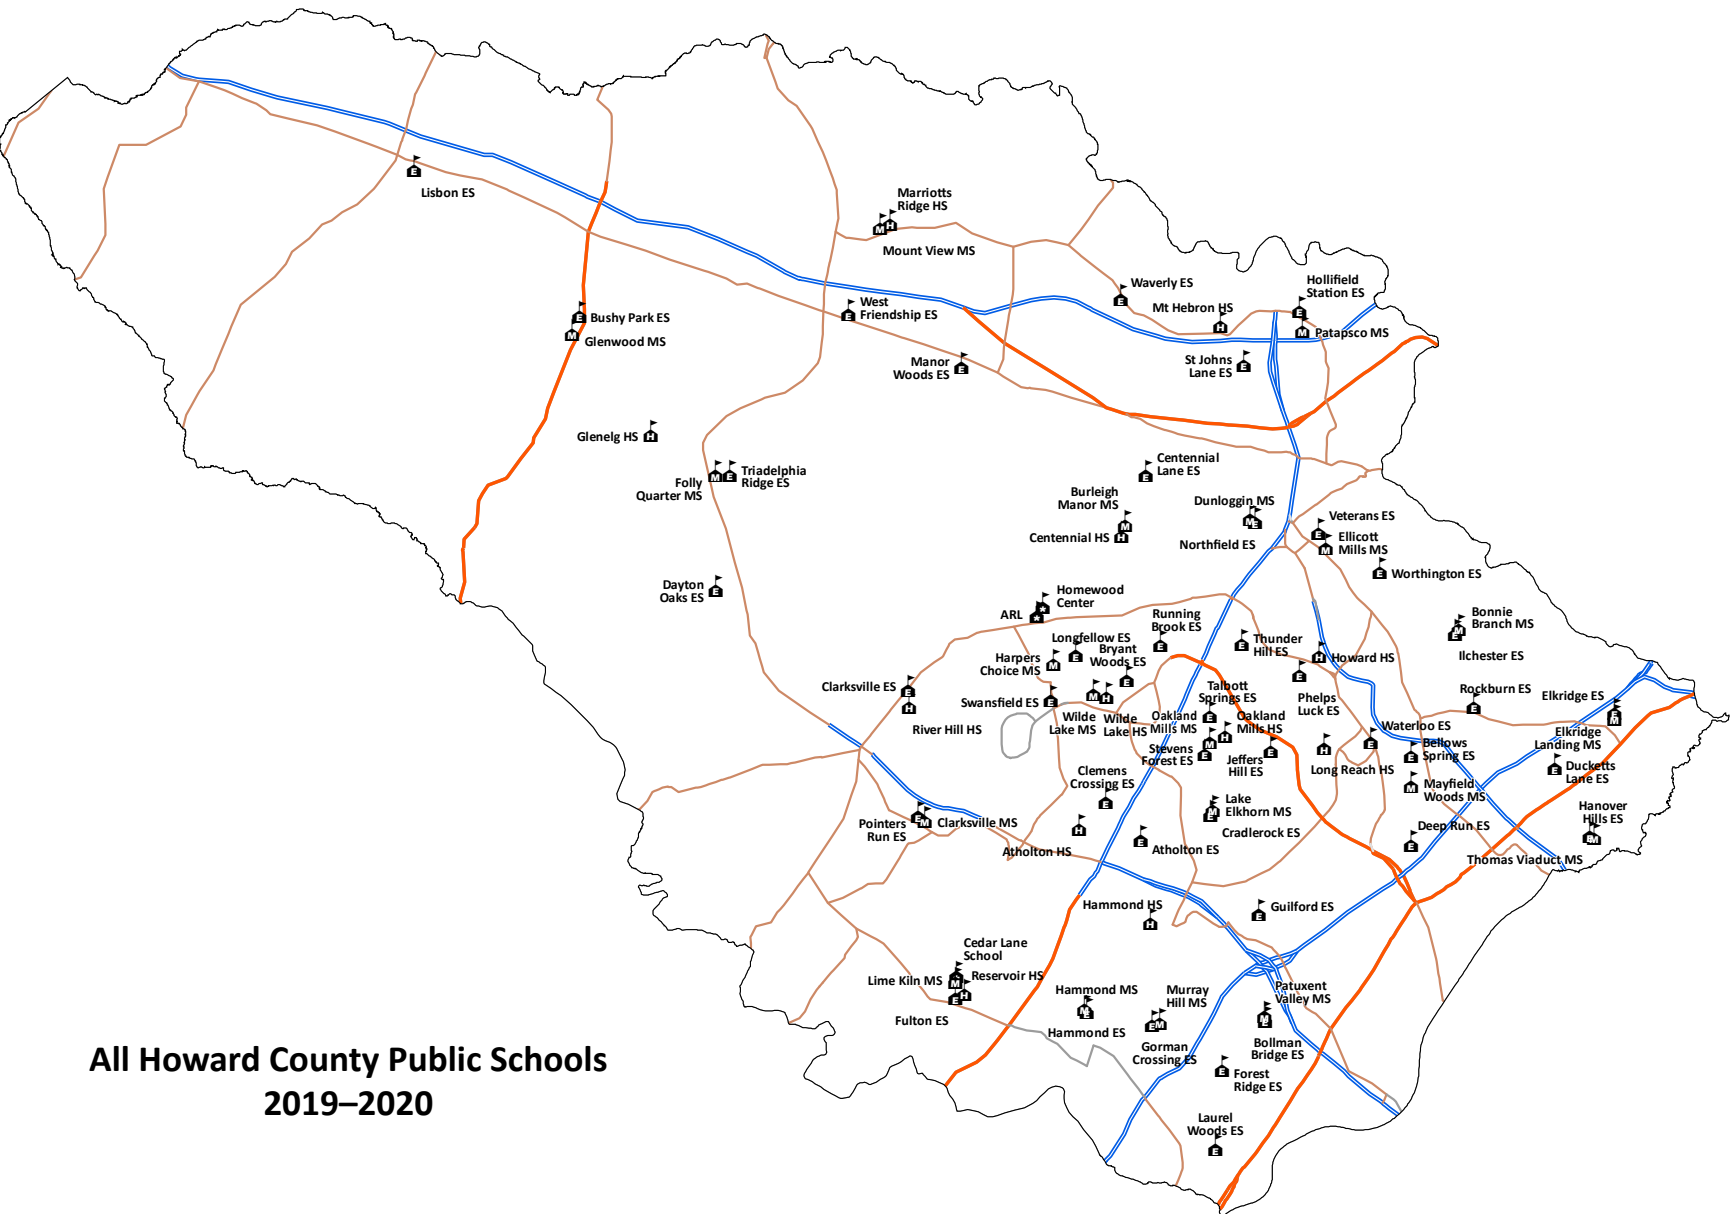 Marriotts
Ridge HS
Lisbon ES
Mount View MS
Waverly ES
Hollifield
Station ES
West
Friendship ES
Mt Hebron HS
Bushy Park ES
Glenwood MS
Patapsco MS
Manor
Woods ES
St Johns
Lane ES
Glenelg HS
Centennial
Lane ES
Folly
Quarter MS
Triadelphia
Ridge ES
Burleigh
Manor MS
Dunloggin MS
Centennial HS
Northfield ES
Veterans ES
Ellicott
Mills MS
Worthington ES
Dayton
Oaks ES
Homewood
Center
ARL
Running
Brook ES
Bonnie
Branch MS
Longfellow ES
Bryant
Woods ES
Thunder
Hill ES
Howard HS
Ilchester ES
Harpers
Choice MS
Clarksville ES
Swansfield ES
Talbott
Springs ES
Phelps
Luck ES
Rockburn ES
Elkridge ES
River Hill HS
Wilde
Lake MS
Wilde
Lake HS
Oakland
Mills MS
Oakland
Mills HS
Waterloo ES
Elkridge
Landing MS
Stevens
Forest ES
Jeffers
Hill ES
Long Reach HS
Bellows
Spring ES
Ducketts
Lane ES
Clemens
Crossing ES
Mayfield
Woods MS
Lake
Elkhorn MS
Hanover
Hills ES
Pointers
Run ES
Clarksville MS
Cradlerock ES
Deep Run ES
Atholton HS
Atholton ES
Thomas Viaduct MS
Hammond HS
Guilford ES
Cedar Lane
School
Lime Kiln MS
Reservoir HS
Fulton ES
Hammond MS
Hammond ES
Murray
Hill MS
Patuxent
Valley MS
Gorman
Crossing ES
Bollman
Bridge ES
Forest
Ridge ES
Laurel
Woods ES
All Howard County Public Schools
2019–2020